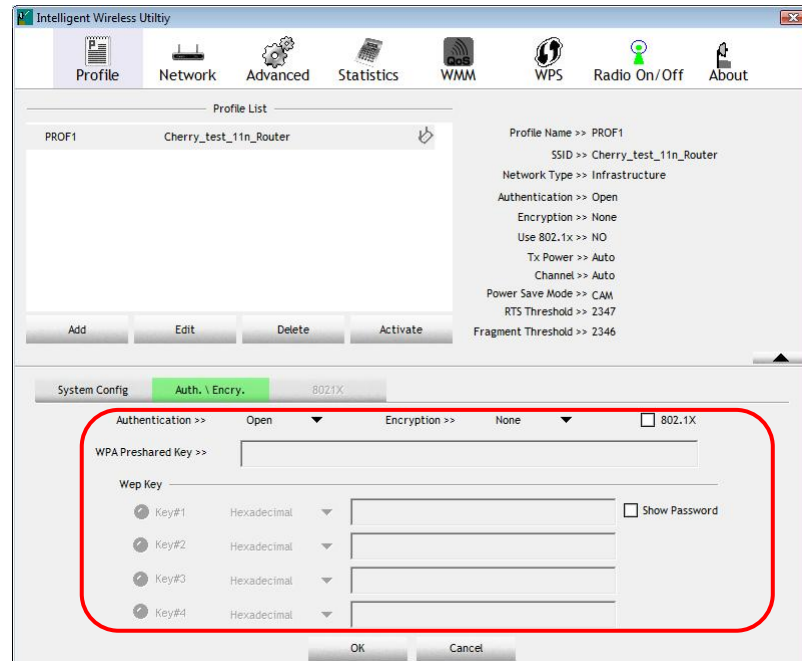 Intelligent Wireless Utiltiy
Profile Network Advanced Statistics QoS WMM WPS Radio On/Off About
Profile List
PROF1 Cherry_test_11n_Router
Add Edit Delete Activate
Profile Name >> PROF1
SSID >> Cherry_test_11n_Router
Network Type >> Infrastructure
Authentication >> Open
Encryption >> None
Use 802.1x >> NO
Tx Power >> Auto
Channel >> Auto
Power Save Mode >> CAM
RTS Threshold >> 2347
Fragment Threshold >> 2346
System Config Auth. \ Encry. 8021X
Authentication >> Open Encryption >> None 802.1X
WPA Preshared Key >>
Wep Key
Key#1 Hexadecimal Show Password
Key#2 Hexadecimal
Key#3 Hexadecimal
Key#4 Hexadecimal
OK Cancel